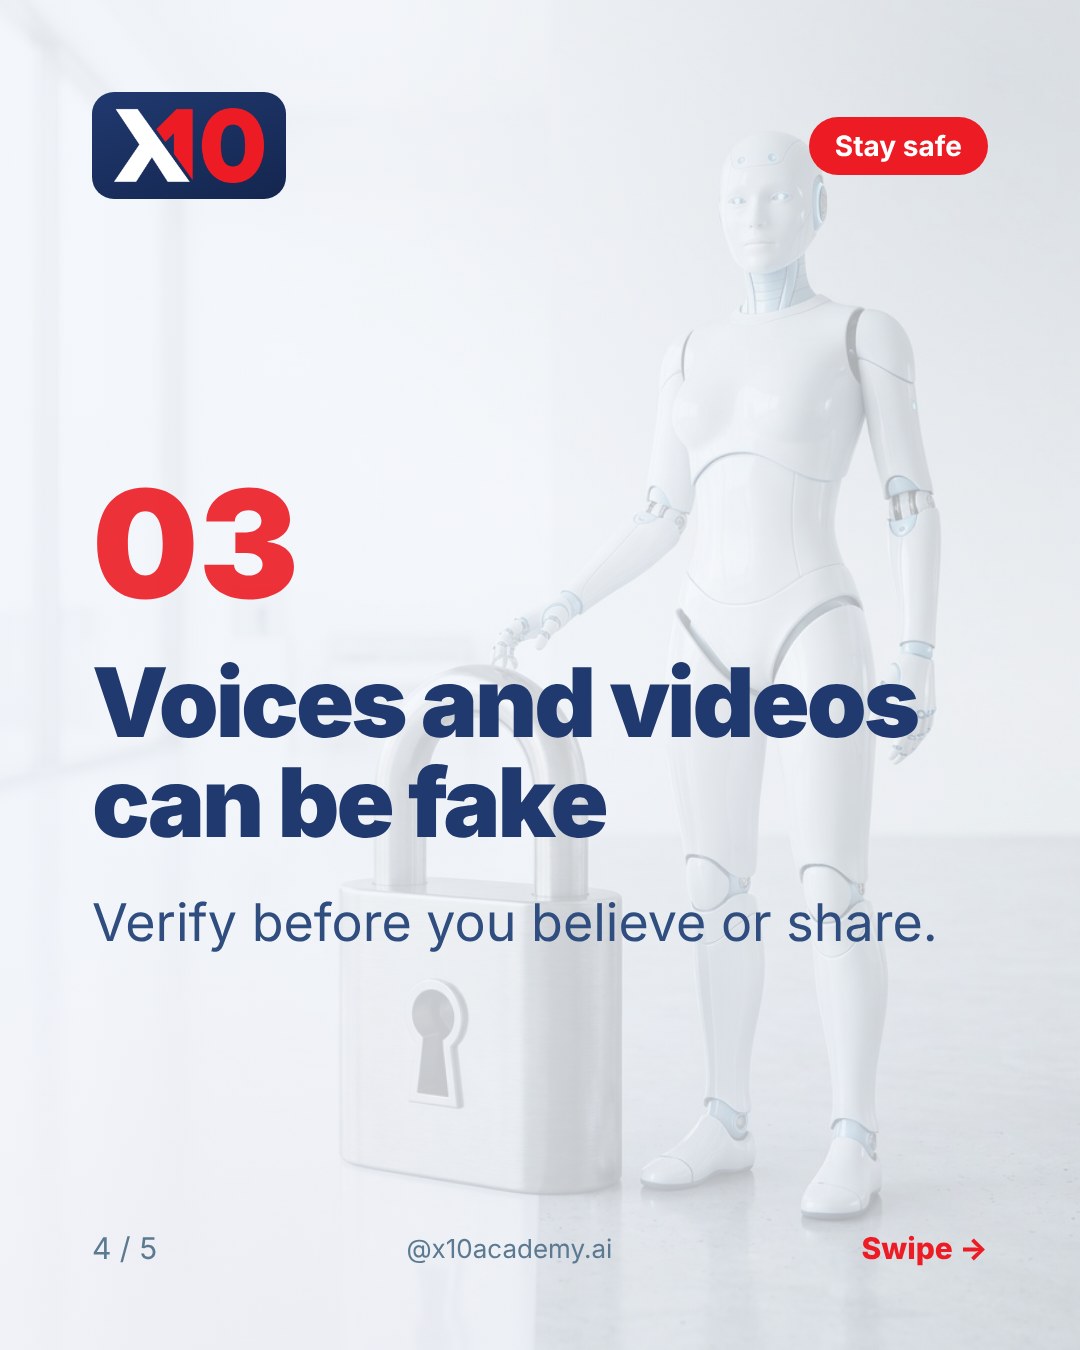 X10
Stay safe
03
Voices and videos
can be fake
Verify before you believe or share.
4 / 5
@x10academy.ai
Swipe →